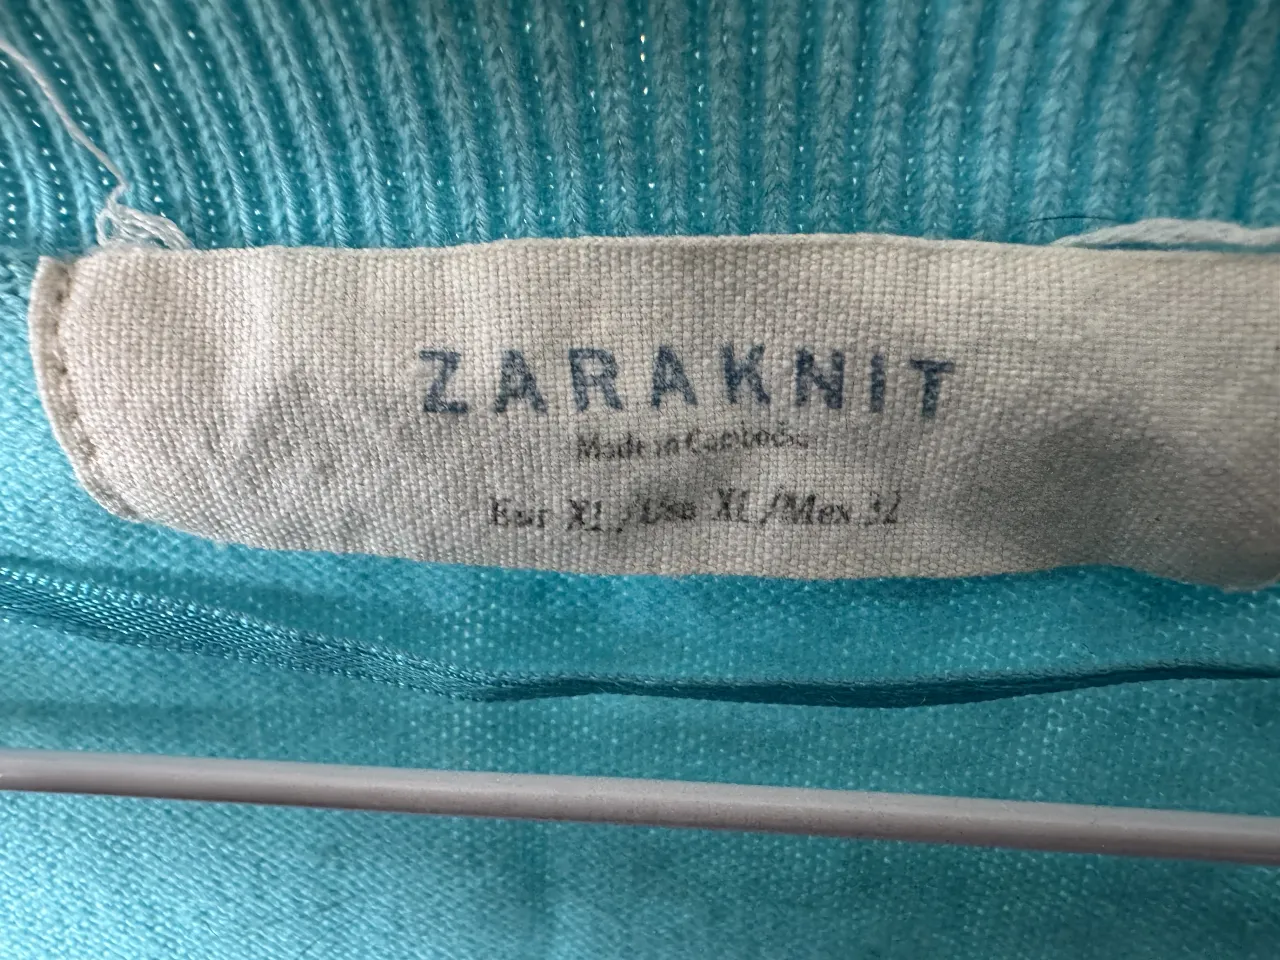 ZARAKNIT
Made in Cambodia
Eur XL / Usa XL / Mex 32